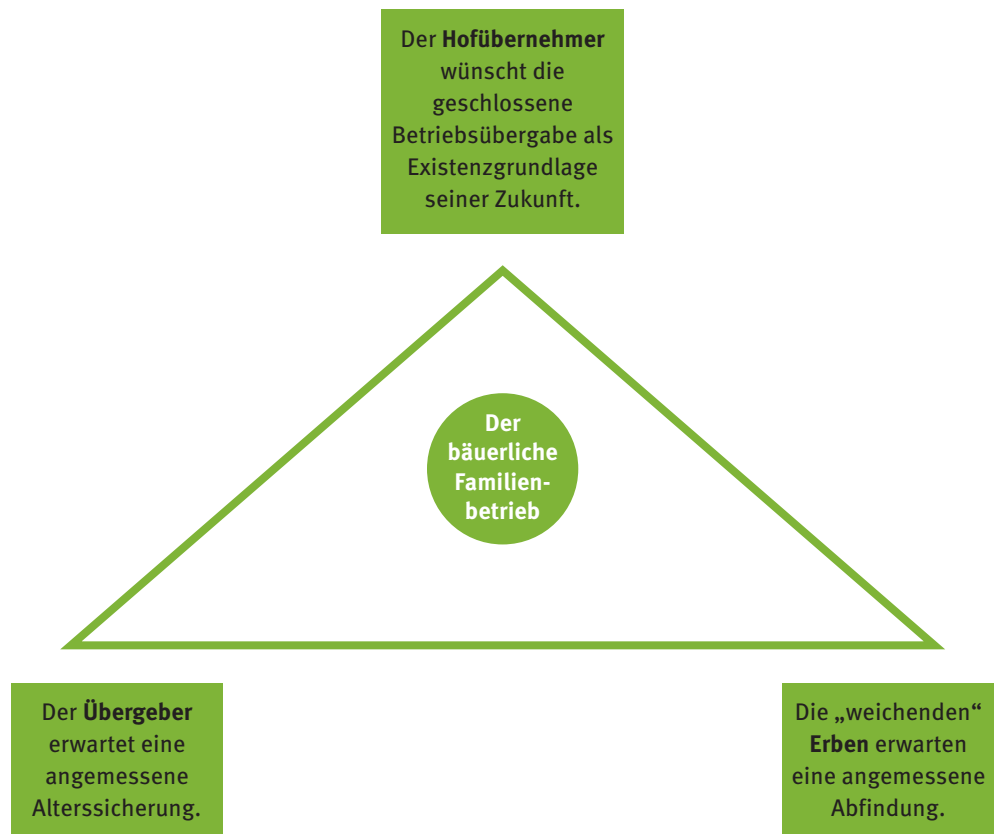 Der Hofübernehmer
wünscht die
geschlossene
Betriebsübergabe als
Existenzgrundlage
seiner Zukunft.
Der
bäuerliche
Familien-
betrieb
Der Übergeber
erwartet eine
angemessene
Alterssicherung.
Die „weichenden“
Erben erwarten
eine angemessene
Abfindung.